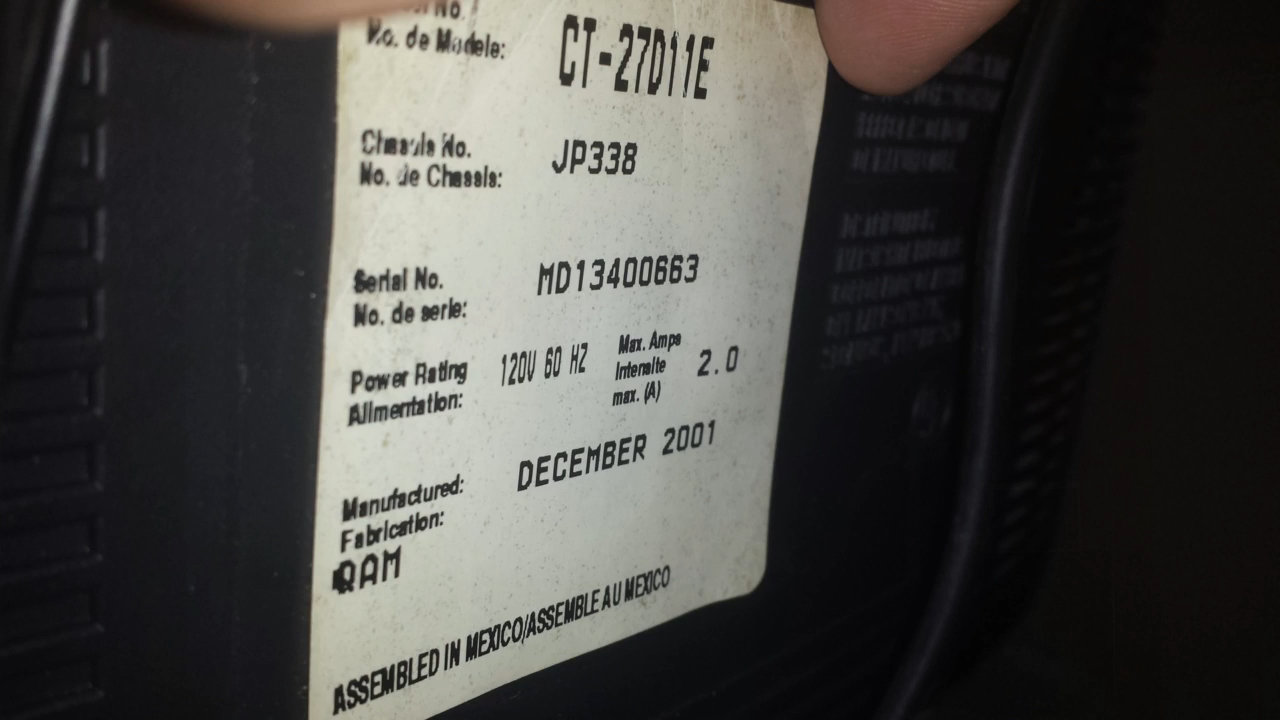 No.
No. de Modele:
CT-27D11E
Chassis No.
No. de Chassis:
JP338
Serial No.
No. de serie:
MD13400663
Power Rating
Alimentation:
120V 60 HZ
Max. Amps
Intensite
max. (A)
2.0
Manufactured:
Fabrication:
DECEMBER 2001
QAM
ASSEMBLED IN MEXICO/ASSEMBLE AU MEXICO